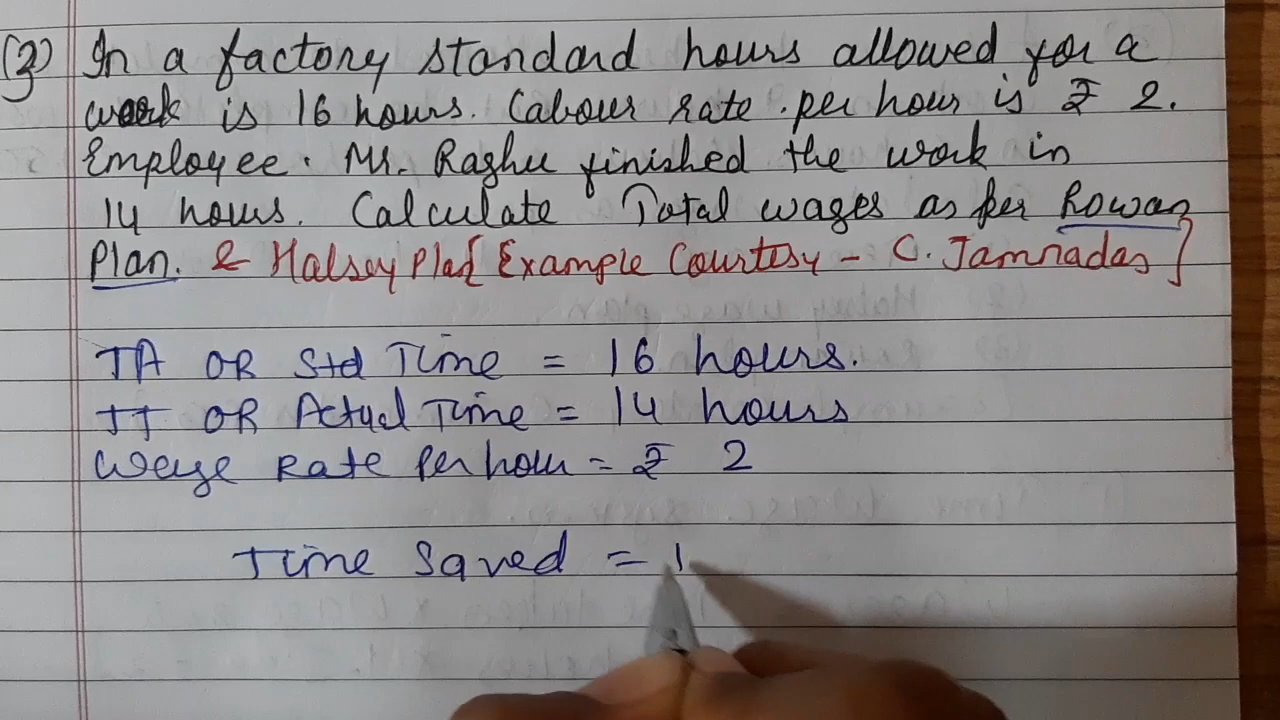 (3) In a factory standard hours allowed for a
work is 16 hours. Labour rate per hour is ₹ 2.
Employee. Mr. Raghu finished the work in
14 hours. Calculate Total wages as per Rowan
Plan. & Halsey Plan [Example Courtesy - C. Jamnadas]
TA OR Std Time = 16 hours.
TT OR Actual Time = 14 hours
Wage Rate per hour = ₹ 2
Time Saved = 1